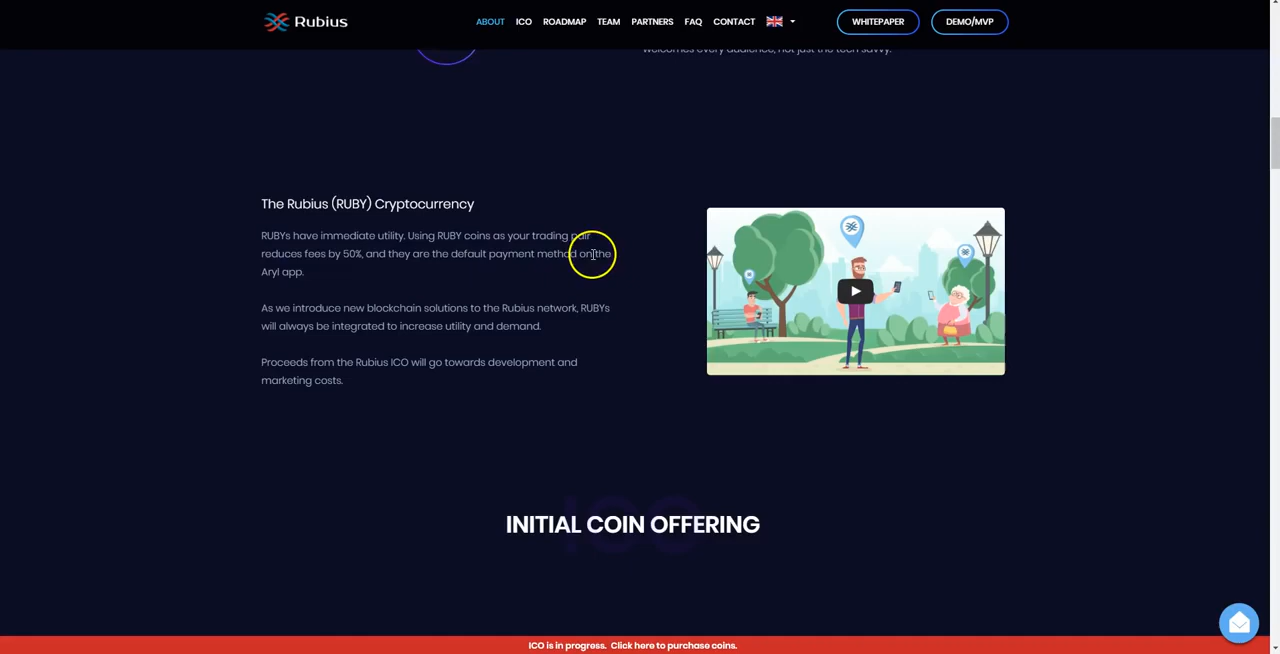 Rubius
ABOUT ICO ROADMAP TEAM PARTNERS FAQ CONTACT
WHITEPAPER
DEMO/MVP
welcomes every audience, not just the tech savvy.
The Rubius (RUBY) Cryptocurrency
RUBYs have immediate utility. Using RUBY coins as your trading pair
reduces fees by 50%, and they are the default payment method on the
Aryl app.
As we introduce new blockchain solutions to the Rubius network, RUBYs
will always be integrated to increase utility and demand.
Proceeds from the Rubius ICO will go towards development and
marketing costs.
ICO
INITIAL COIN OFFERING
ICO is in progress. Click here to purchase coins.